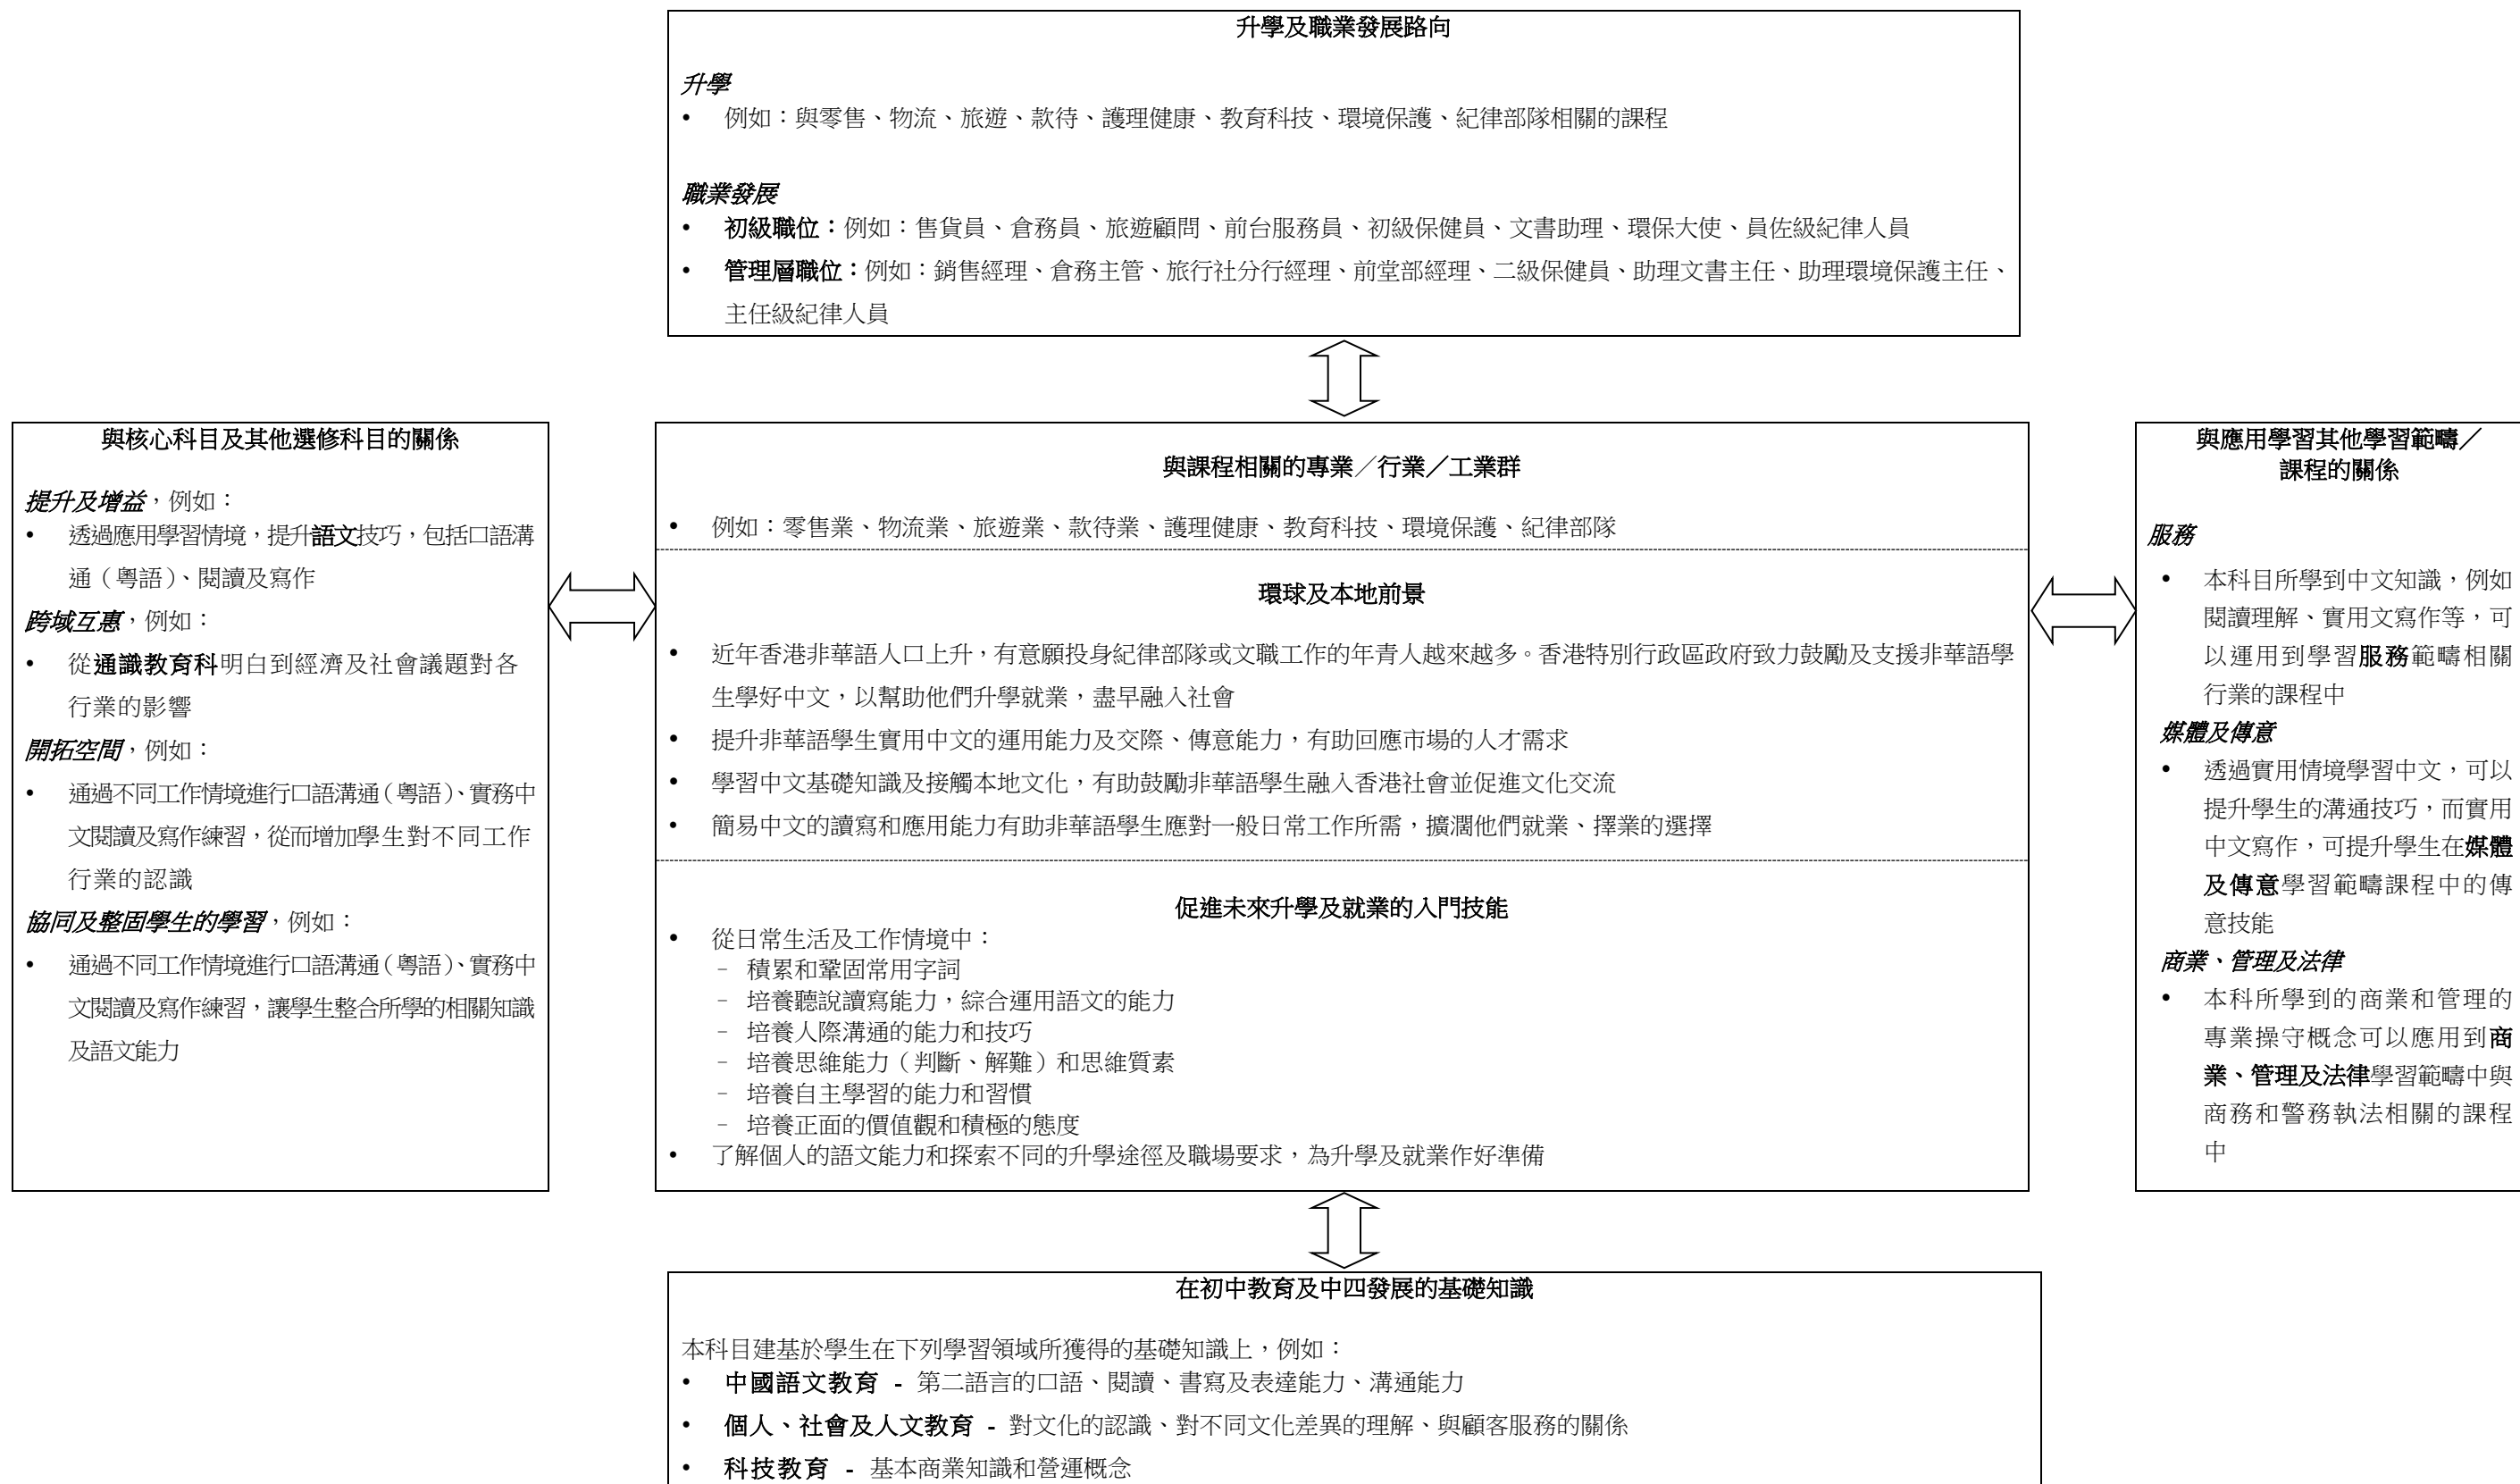 升學及職業發展路向
升學
• 例如：與零售、物流、旅遊、款待、護理健康、教育科技、環境保護、紀律部隊相關的課程
職業發展
• 初級職位：例如：售貨員、倉務員、旅遊顧問、前台服務員、初級保健員、文書助理、環保大使、員佐級紀律人員
• 管理層職位：例如：銷售經理、倉務主管、旅行社分行經理、前堂部經理、二級保健員、助理文書主任、助理環境保護主任、
主任級紀律人員
與核心科目及其他選修科目的關係
提升及增益，例如：
• 透過應用學習情境，提升語文技巧，包括口語溝
通（粵語）、閱讀及寫作
跨域互惠，例如：
• 從通識教育科明白到經濟及社會議題對各
行業的影響
開拓空間，例如：
• 通過不同工作情境進行口語溝通（粵語）、實務中
文閱讀及寫作練習，從而增加學生對不同工作
行業的認識
協同及整固學生的學習，例如：
• 通過不同工作情境進行口語溝通（粵語）、實務中
文閱讀及寫作練習，讓學生整合所學的相關知識
及語文能力
與課程相關的專業／行業／工業群
• 例如：零售業、物流業、旅遊業、款待業、護理健康、教育科技、環境保護、紀律部隊
環球及本地前景
• 近年香港非華語人口上升，有意願投身紀律部隊或文職工作的年青人越來越多。香港特別行政區政府致力鼓勵及支援非華語學
生學好中文，以幫助他們升學就業，盡早融入社會
• 提升非華語學生實用中文的運用能力及交際、傳意能力，有助回應市場的人才需求
• 學習中文基礎知識及接觸本地文化，有助鼓勵非華語學生融入香港社會並促進文化交流
• 簡易中文的讀寫和應用能力有助非華語學生應對一般日常工作所需，擴濶他們就業、擇業的選擇
促進未來升學及就業的入門技能
• 從日常生活及工作情境中：
– 積累和鞏固常用字詞
– 培養聽說讀寫能力，綜合運用語文的能力
– 培養人際溝通的能力和技巧
– 培養思維能力（判斷、解難）和思維質素
– 培養自主學習的能力和習慣
– 培養正面的價值觀和積極的態度
• 了解個人的語文能力和探索不同的升學途徑及職場要求，為升學及就業作好準備
與應用學習其他學習範疇／
課程的關係
服務
• 本科目所學到中文知識，例如
閱讀理解、實用文寫作等，可
以運用到學習服務範疇相關
行業的課程中
媒體及傳意
• 透過實用情境學習中文，可以
提升學生的溝通技巧，而實用
中文寫作，可提升學生在媒體
及傳意學習範疇課程中的傳
意技能
商業、管理及法律
• 本科所學到的商業和管理的
專業操守概念可以應用到商
業、管理及法律學習範疇中與
商務和警務執法相關的課程
中
在初中教育及中四發展的基礎知識
本科目建基於學生在下列學習領域所獲得的基礎知識上，例如：
• 中國語文教育 - 第二語言的口語、閱讀、書寫及表達能力、溝通能力
• 個人、社會及人文教育 - 對文化的認識、對不同文化差異的理解、與顧客服務的關係
• 科技教育 - 基本商業知識和營運概念